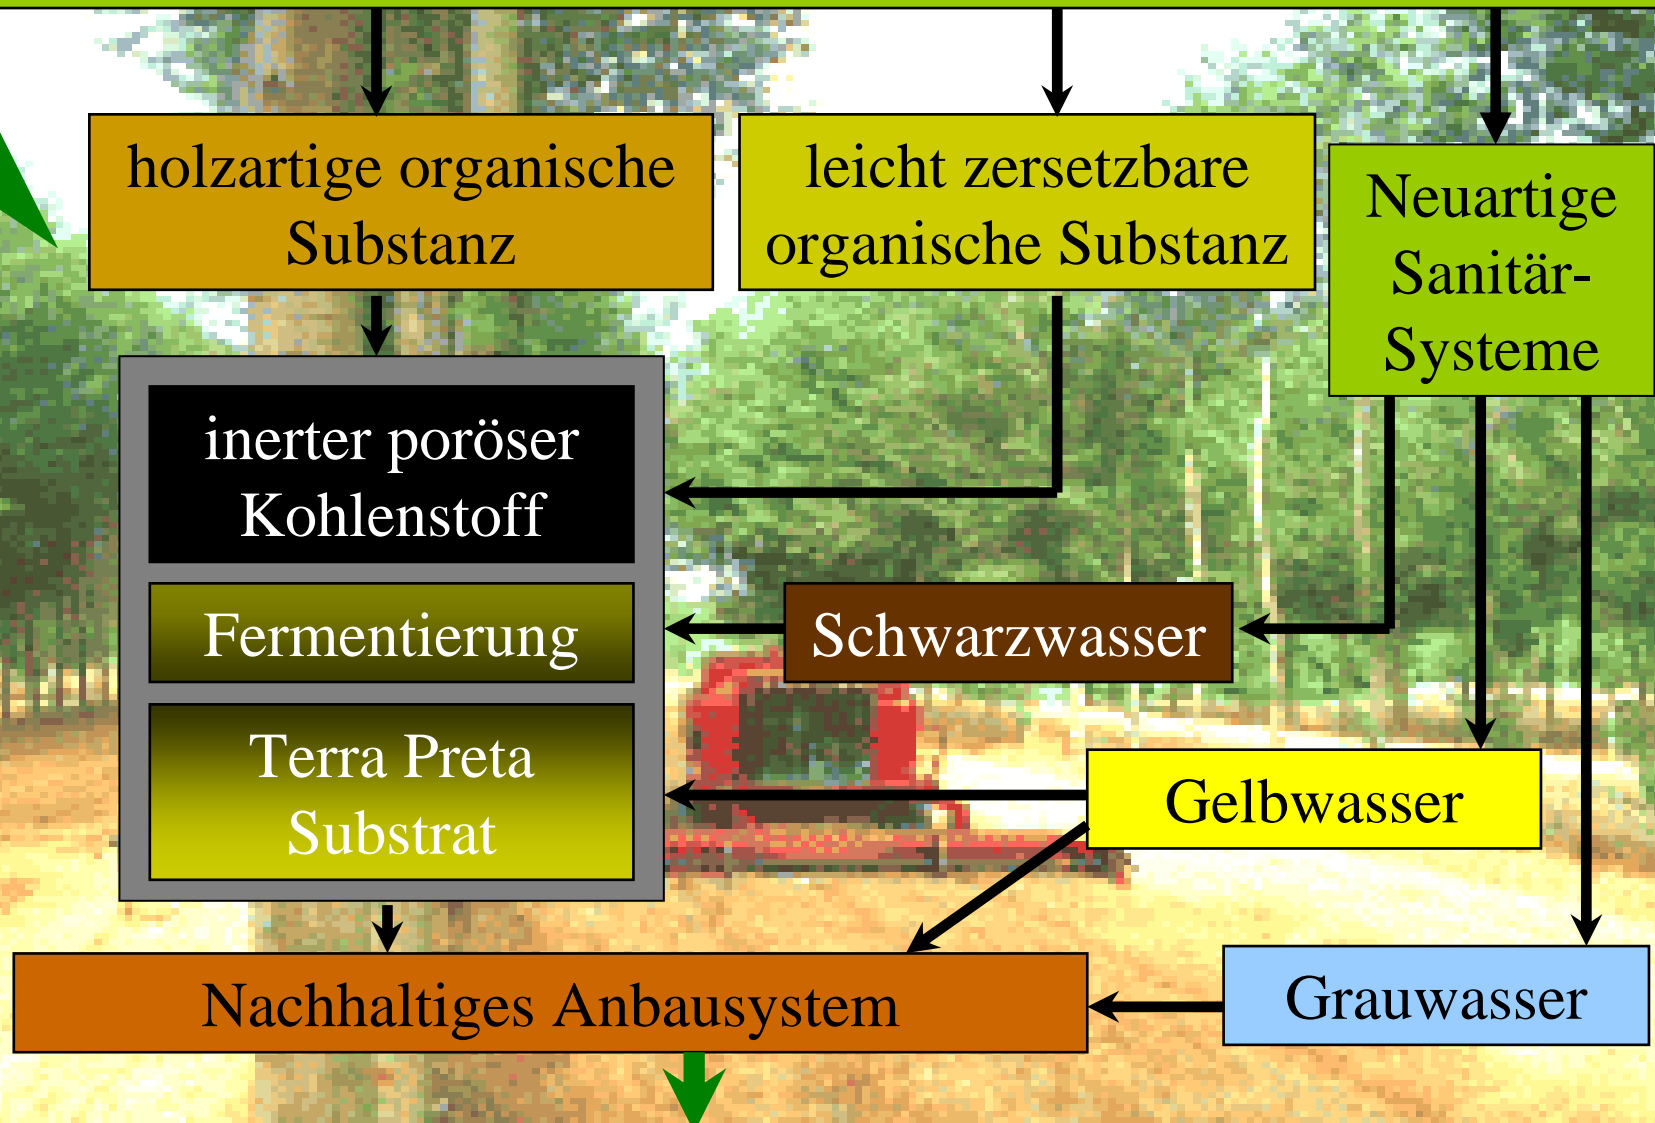 holzartige organische
Substanz
leicht zersetzbare
organische Substanz
Neuartige
Sanitär-
Systeme
inerter poröser
Kohlenstoff
Fermentierung
Schwarzwasser
Terra Preta
Substrat
Gelbwasser
Nachhaltiges Anbausystem
Grauwasser